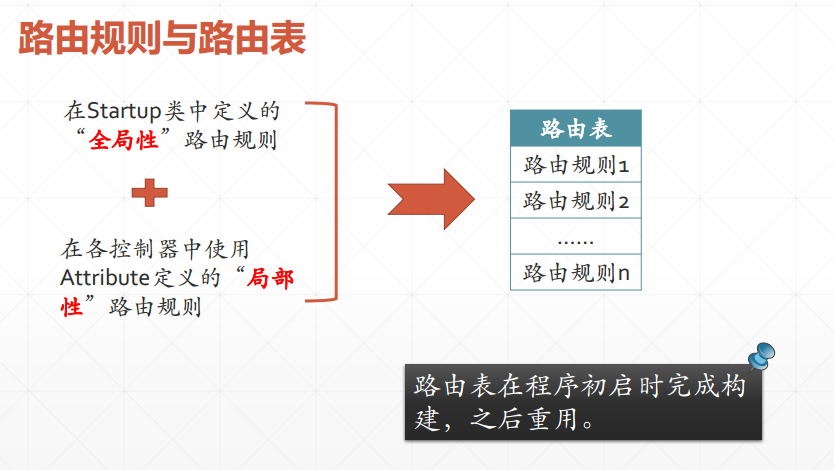 路由规则与路由表
在Startup类中定义的
“全局性”路由规则
在各控制器中使用
Attribute定义的“局部
性”路由规则
路由表
路由规则1
路由规则2
……
路由规则n
路由表在程序初启时完成构
建，之后重用。